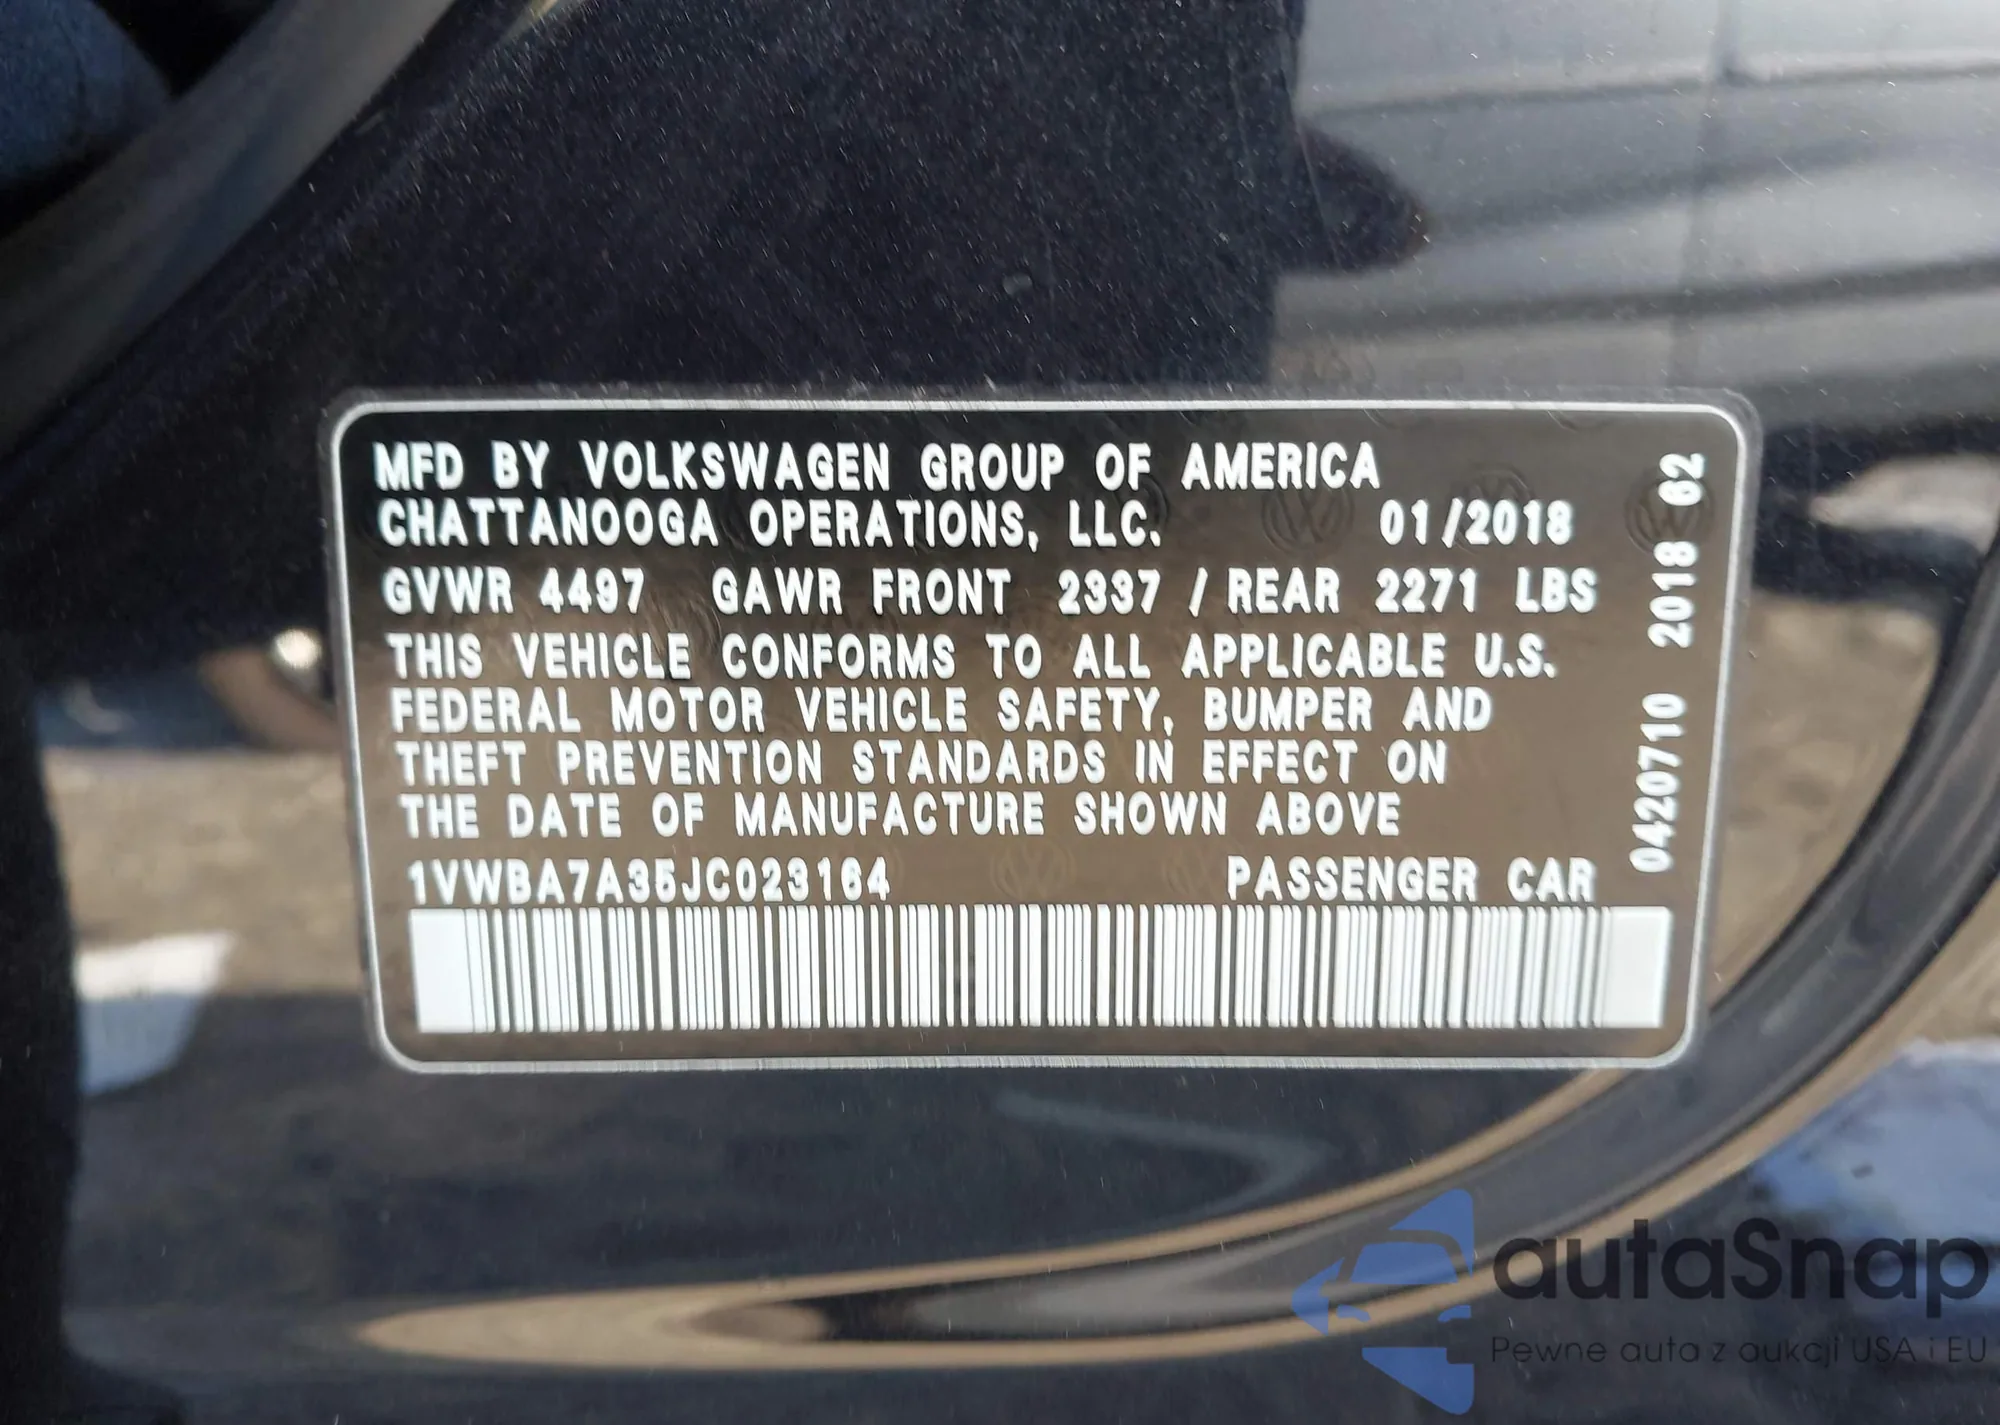 MFD BY VOLKSWAGEN GROUP OF AMERICA
CHATTANOOGA OPERATIONS, LLC. 01/2018
GVWR 4497 GAWR FRONT 2337 / REAR 2271 LBS
THIS VEHICLE CONFORMS TO ALL APPLICABLE U.S.
FEDERAL MOTOR VEHICLE SAFETY, BUMPER AND
THEFT PREVENTION STANDARDS IN EFFECT ON
THE DATE OF MANUFACTURE SHOWN ABOVE
1VWBA7A35JC023164 PASSENGER CAR
0420710 2018 62
autaSnap
Pewne auta z aukcji USA i EU